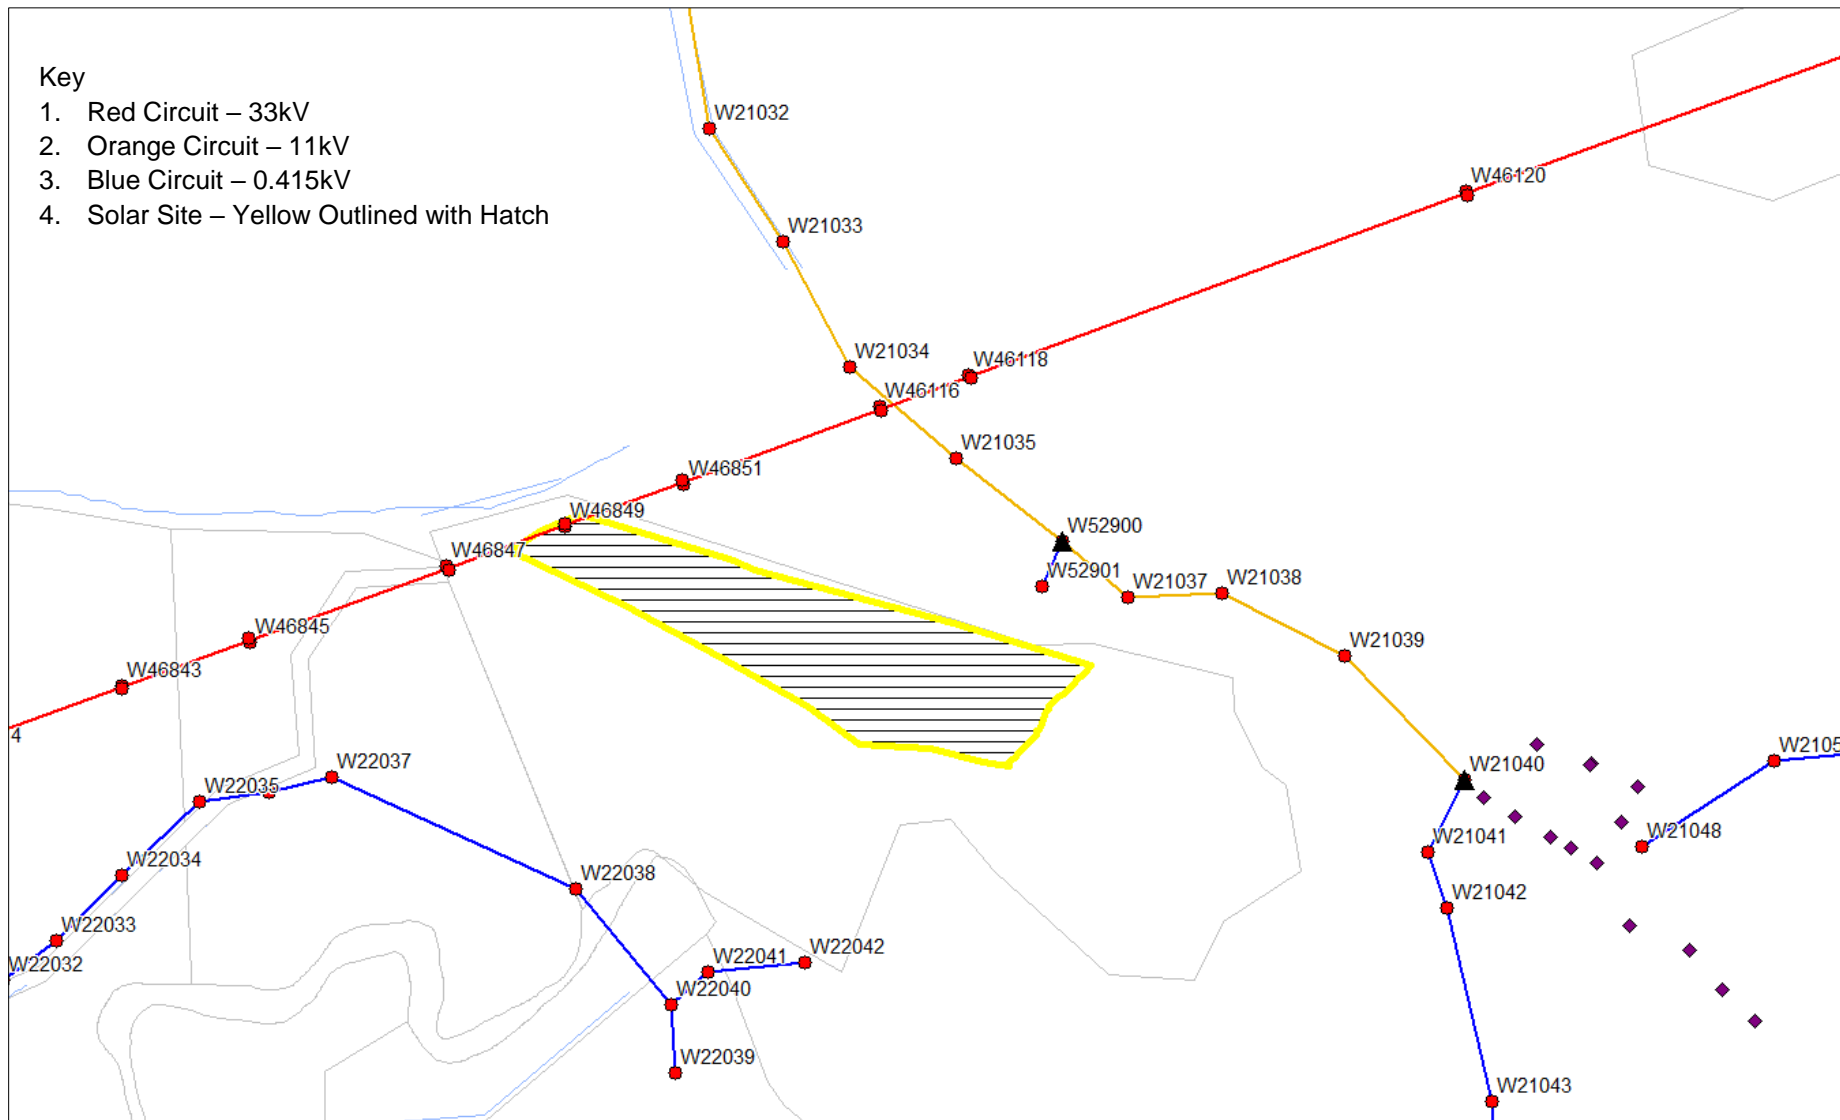 Key
1. Red Circuit – 33kV
2. Orange Circuit – 11kV
3. Blue Circuit – 0.415kV
4. Solar Site – Yellow Outlined with Hatch
W21032
W46120
W21033
W21034
W46118
W46116
W21035
W46851
W46849
W52900
W46847
W52901
W21037
W21038
W46845
W21039
W46843
4
W2105
W21040
W22037
W22035
W21048
W21041
W22034
W22038
W21042
W22033
W22032
W22041
W22042
W22040
W22039
W21043